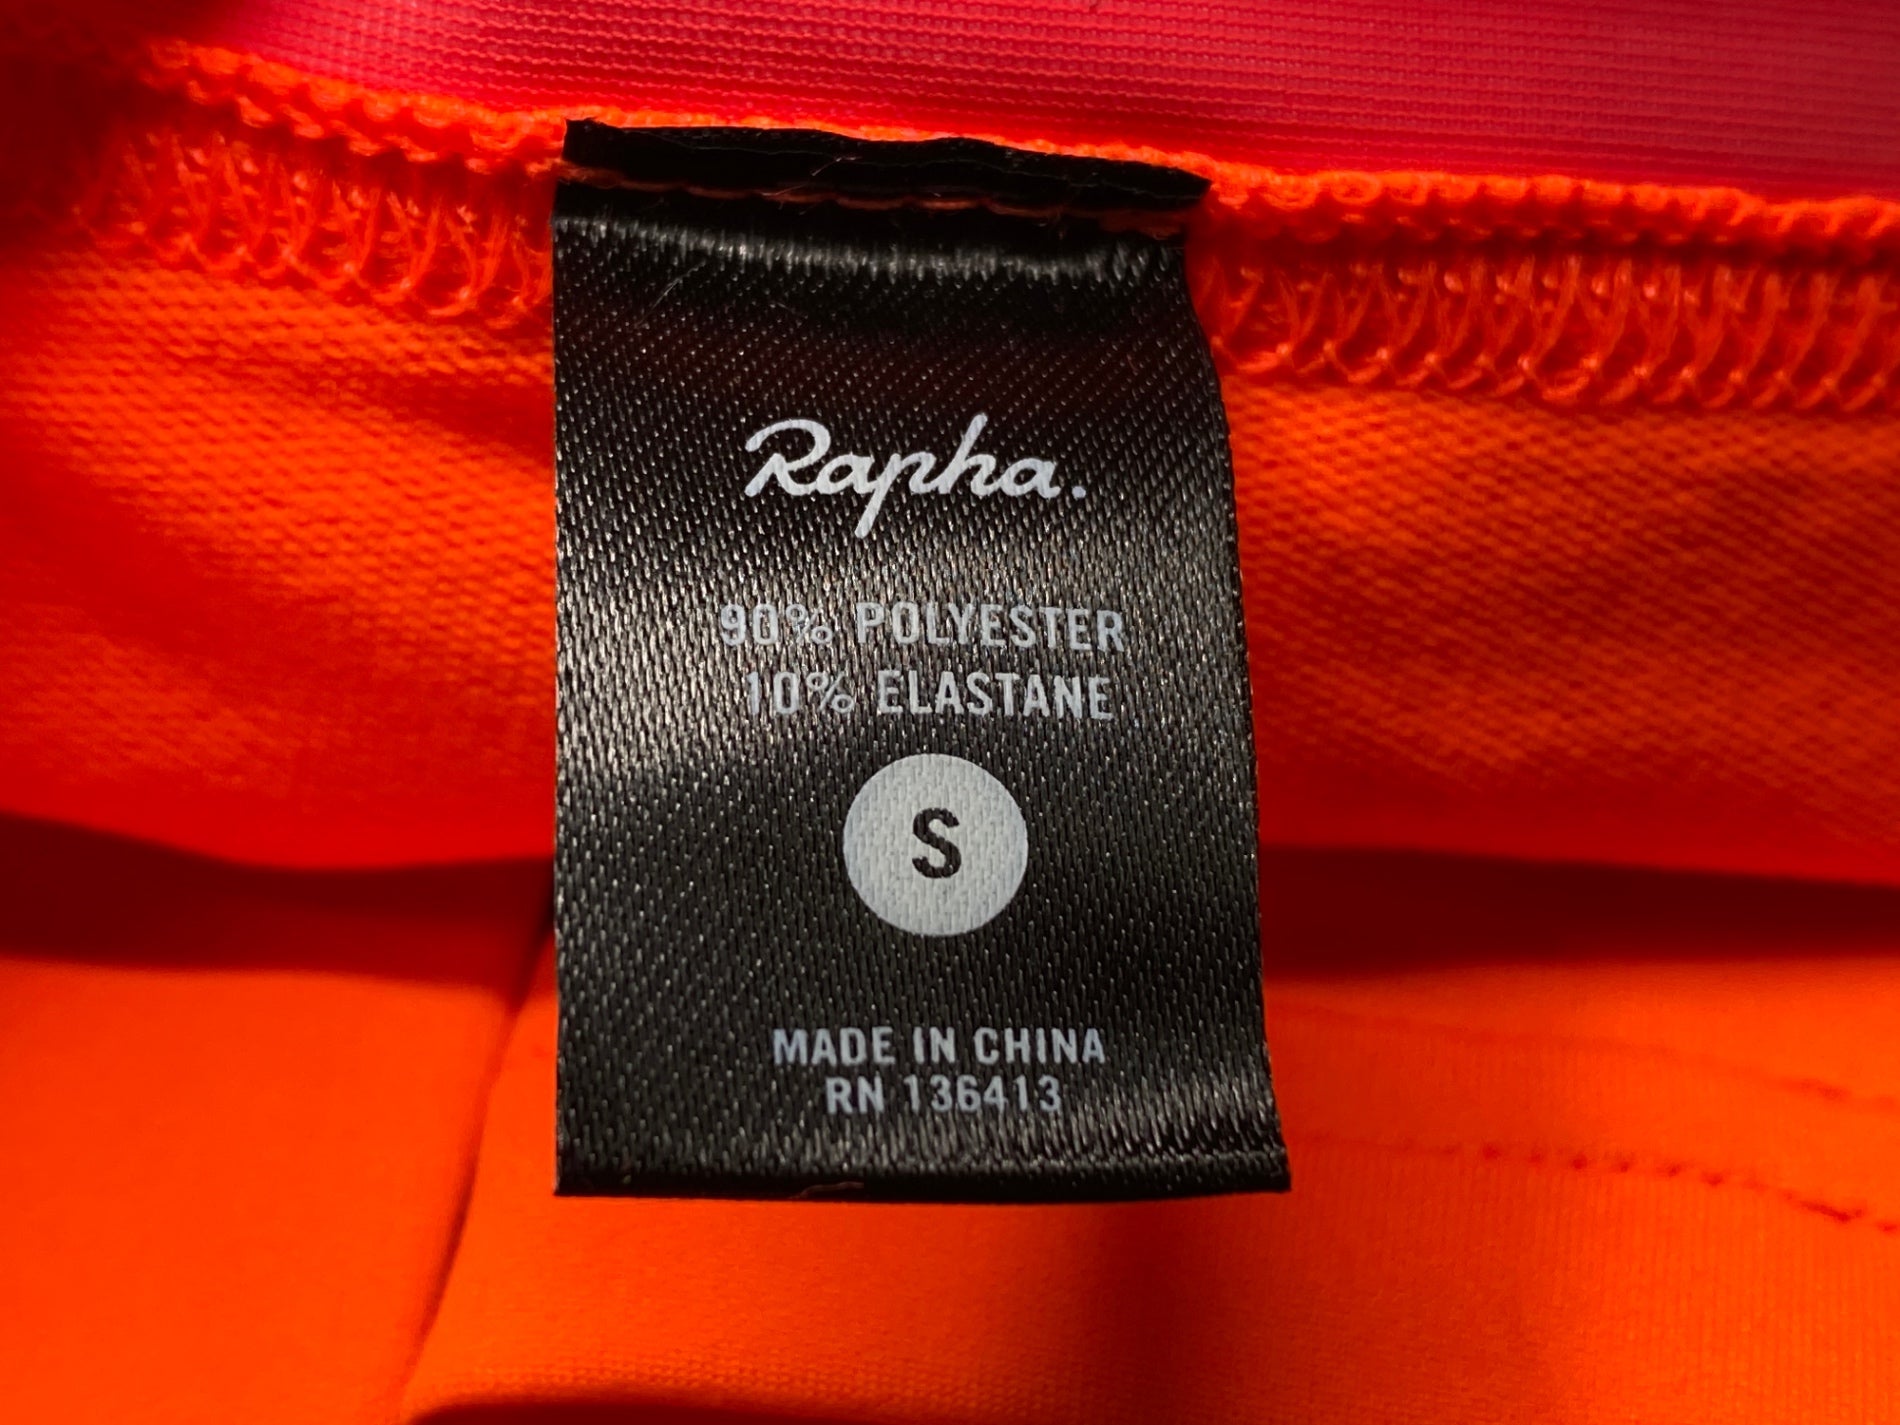 Rapha.
90% POLYESTER
10% ELASTANE
S
MADE IN CHINA
RN 136413